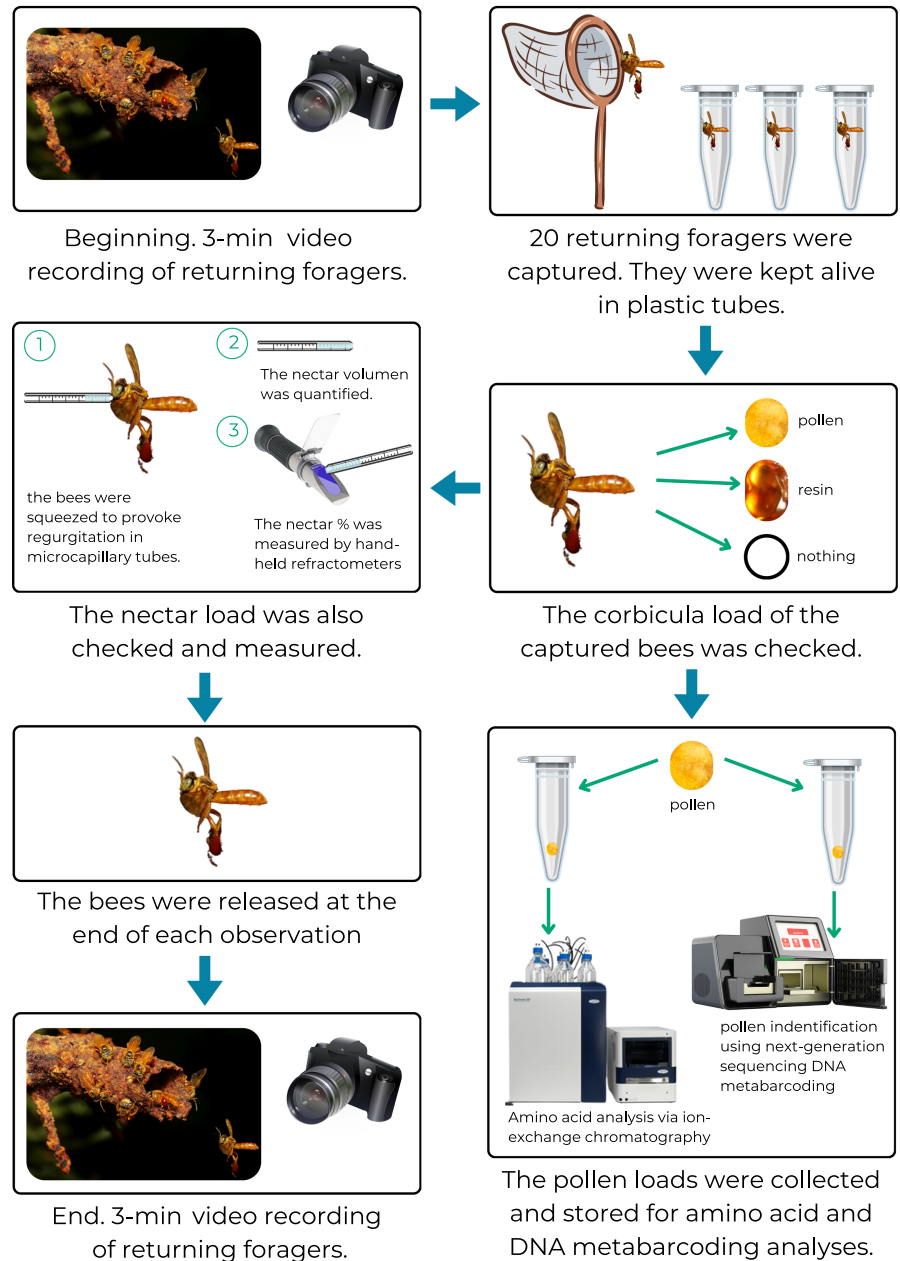 Beginning. 3-min video
recording of returning foragers.
20 returning foragers were
captured. They were kept alive
in plastic tubes.
pollen
resin
nothing
The corbicula load of the
captured bees was checked.
1
the bees were
squeezed to provoke
regurgitation in
microcapillary tubes.
2
The nectar volumen
was quantified.
3
The nectar % was
measured by hand-
held refractometers
The nectar load was also
checked and measured.
The bees were released at the
end of each observation
End. 3-min video recording
of returning foragers.
pollen
Amino acid analysis via ion-
exchange chromatography
pollen indentification
using next-generation
sequencing DNA
metabarcoding
The pollen loads were collected
and stored for amino acid and
DNA metabarcoding analyses.